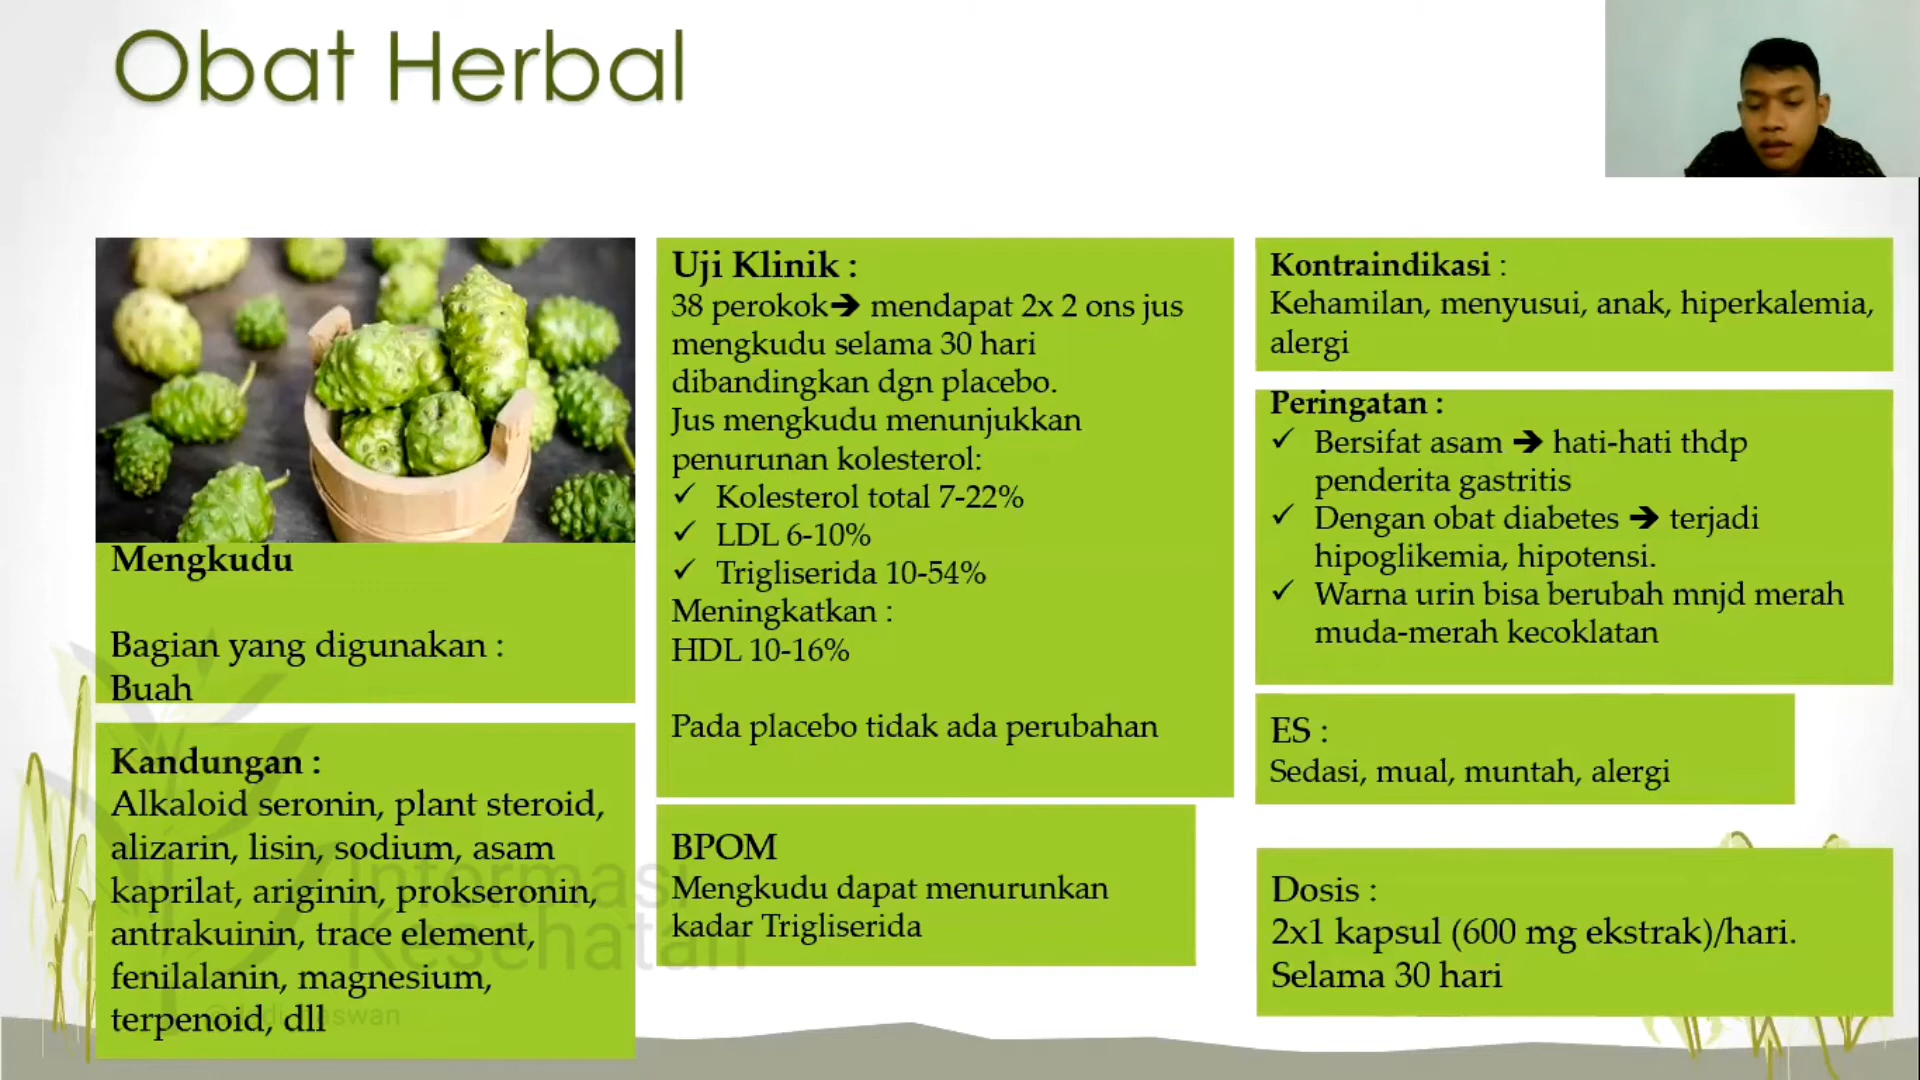 Obat Herbal
Mengkudu
Bagian yang digunakan :
Buah
Kandungan :
Alkaloid seronin, plant steroid,
alizarin, lisin, sodium, asam
kaprilat, ariginin, prokseronin,
antrakuinin, trace element,
fenilalanin, magnesium,
terpenoid, dll
Uji Klinik :
38 perokok➔ mendapat 2x 2 ons jus
mengkudu selama 30 hari
dibandingkan dgn placebo.
Jus mengkudu menunjukkan
penurunan kolesterol:
✓ Kolesterol total 7-22%
✓ LDL 6-10%
✓ Trigliserida 10-54%
Meningkatkan :
HDL 10-16%
Pada placebo tidak ada perubahan
BPOM
Mengkudu dapat menurunkan
kadar Trigliserida
Kontraindikasi :
Kehamilan, menyusui, anak, hiperkalemia,
alergi
Peringatan :
✓ Bersifat asam ➔ hati-hati thdp
penderita gastritis
✓ Dengan obat diabetes ➔ terjadi
hipoglikemia, hipotensi.
✓ Warna urin bisa berubah mnjd merah
muda-merah kecoklatan
ES :
Sedasi, mual, muntah, alergi
Dosis :
2x1 kapsul (600 mg ekstrak)/hari.
Selama 30 hari
Informasi
Kesehatan